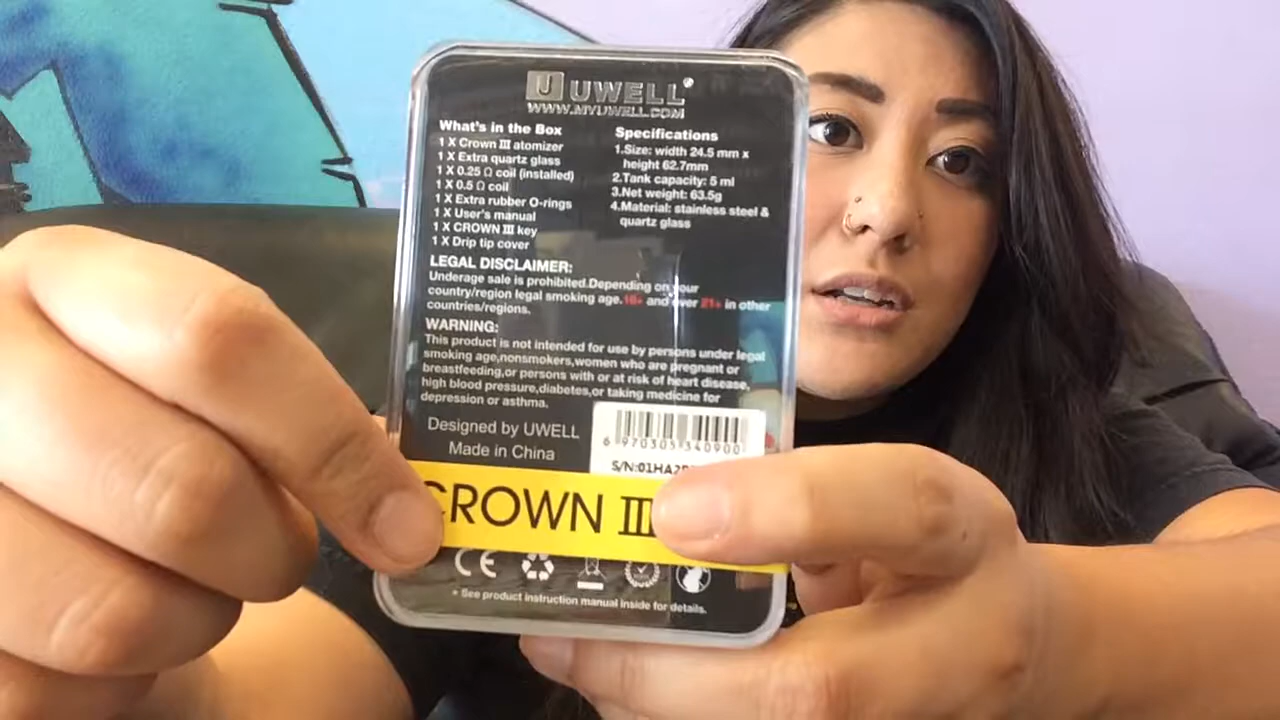 U UWELL®
WWW.MYUWELL.COM
What's in the Box
1 X Crown III atomizer
1 X Extra quartz glass
1 X 0.25 Ω coil (installed)
1 X 0.5 Ω coil
1 X Extra rubber O-rings
1 X User's manual
1 X CROWN III key
1 X Drip tip cover
Specifications
1.Size: width 24.5 mm x
height 62.7mm
2.Tank capacity: 5 ml
3.Net weight: 63.5g
4.Material: stainless steel &
quartz glass
LEGAL DISCLAIMER:
Underage sale is prohibited.Depending on your
country/region legal smoking age.18+ and over 21+ in other
countries/regions.
WARNING:
This product is not intended for use by persons under legal
smoking age,nonsmokers,women who are pregnant or
breastfeeding,or persons with or at risk of heart disease,
high blood pressure,diabetes,or taking medicine for
depression or asthma.
Designed by UWELL
Made in China
6 970305 340900
S/N:01HA2
CROWN III
CE
* See product instruction manual inside for details.